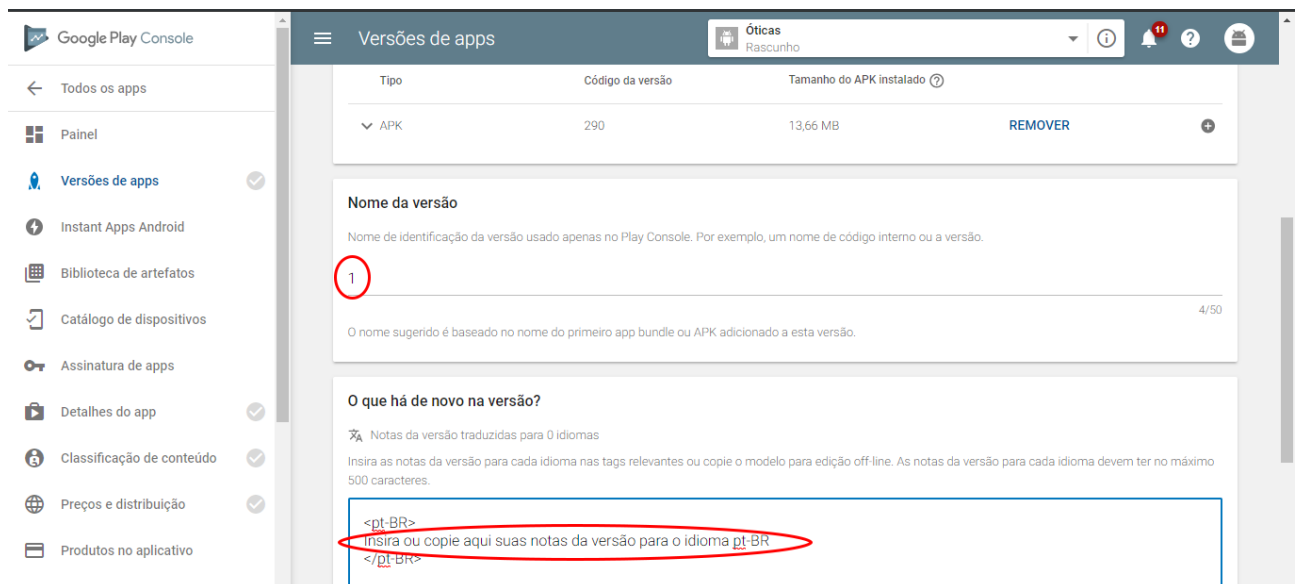 Google Play Console
Todos os apps
Painel
Versões de apps
Instant Apps Android
Biblioteca de artefatos
Catálogo de dispositivos
Assinatura de apps
Detalhes do app
Classificação de conteúdo
Preços e distribuição
Produtos no aplicativo
Versões de apps
Óticas
Rascunho
11
Tipo Código da versão Tamanho do APK instalado
APK 290 13,66 MB REMOVER
Nome da versão
Nome de identificação da versão usado apenas no Play Console. Por exemplo, um nome de código interno ou a versão.
1
4/50
O nome sugerido é baseado no nome do primeiro app bundle ou APK adicionado a esta versão.
O que há de novo na versão?
Notas da versão traduzidas para 0 idiomas
Insira as notas da versão para cada idioma nas tags relevantes ou copie o modelo para edição off-line. As notas da versão para cada idioma devem ter no máximo
500 caracteres.
<pt-BR>
Insira ou copie aqui suas notas da versão para o idioma pt-BR
</pt-BR>